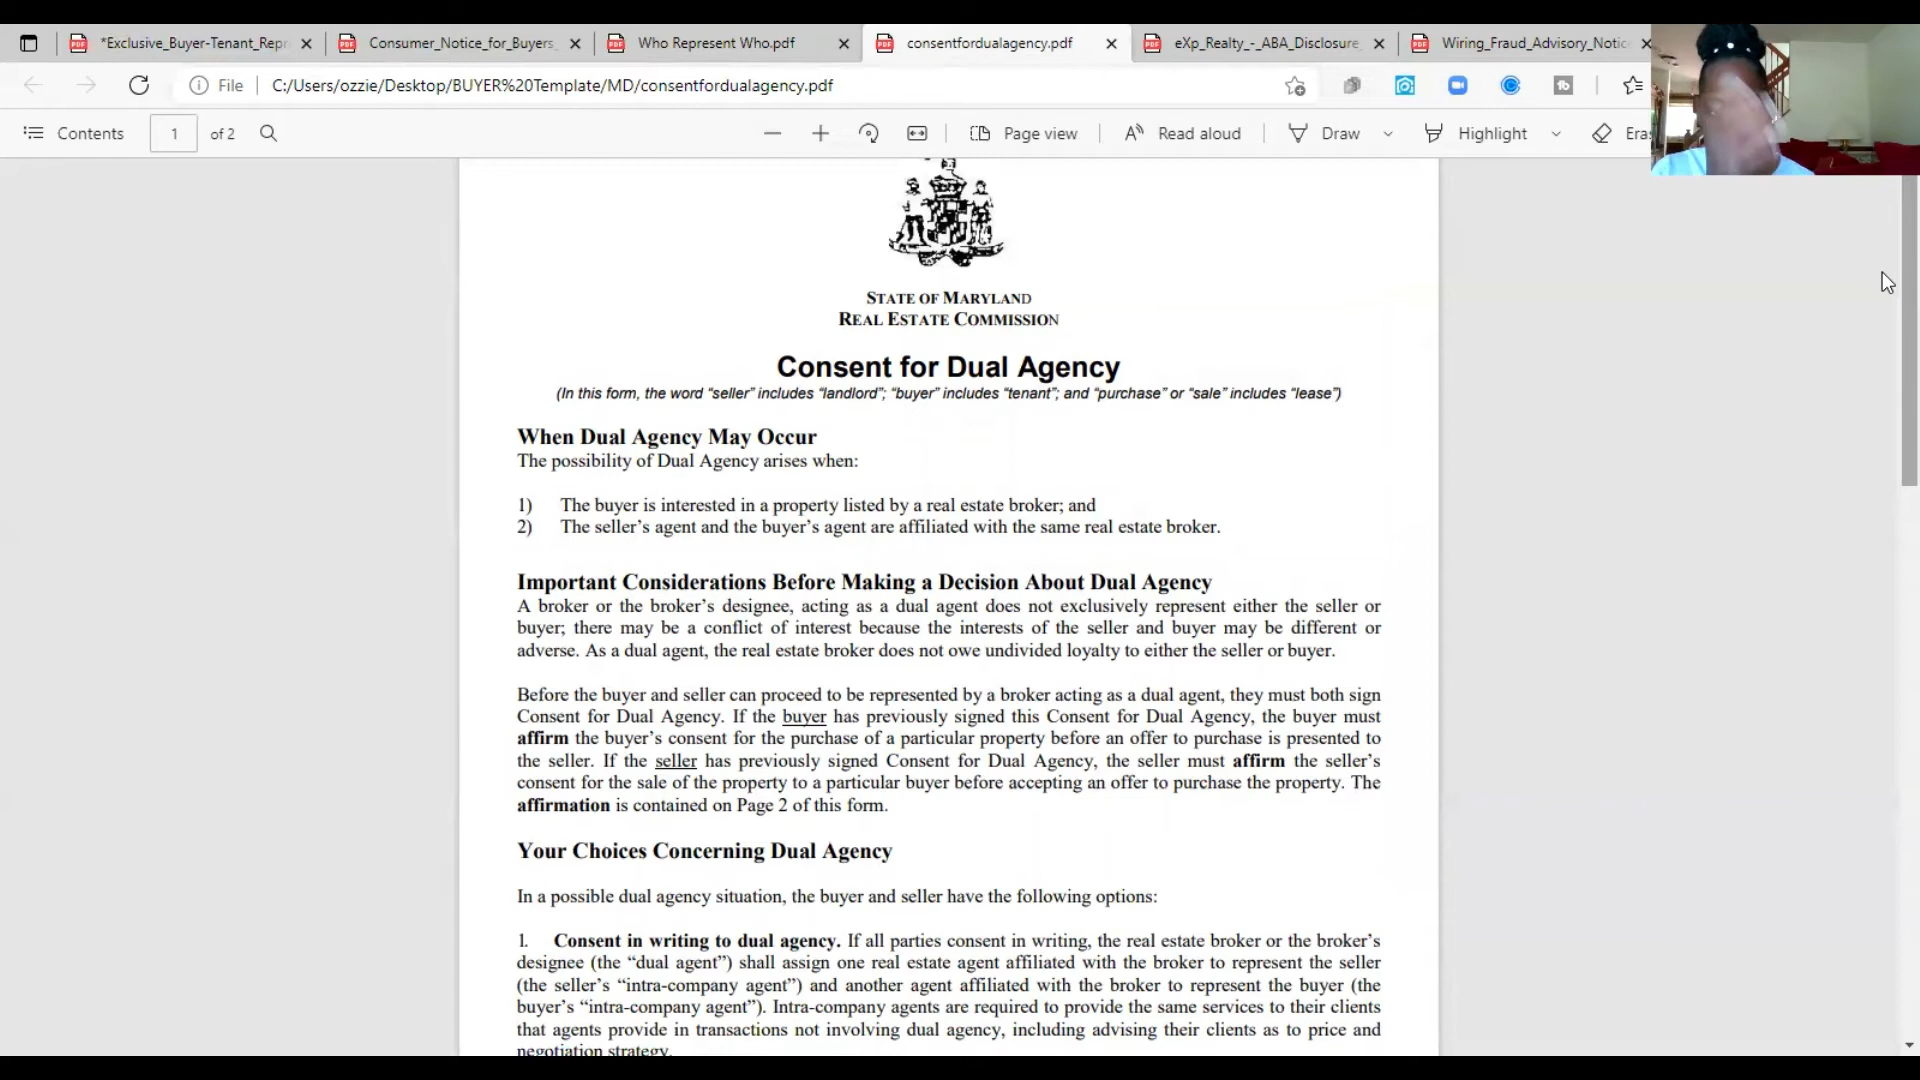 *Exclusive_Buyer-Tenant_Repr
Consumer_Notice_for_Buyers_
Who Represent Who.pdf
consentfordualagency.pdf
eXp_Realty_-_ABA_Disclosure_
Wiring_Fraud_Advisory_Notic
File
C:/Users/ozzie/Desktop/BUYER%20Template/MD/consentfordualagency.pdf
Contents
1
of 2
Page view
Read aloud
Draw
Highlight
Eras
STATE OF MARYLAND
REAL ESTATE COMMISSION
Consent for Dual Agency
(In this form, the word “seller” includes “landlord”; “buyer” includes “tenant”; and “purchase” or “sale” includes “lease”)
When Dual Agency May Occur
The possibility of Dual Agency arises when:
1) The buyer is interested in a property listed by a real estate broker; and
2) The seller’s agent and the buyer’s agent are affiliated with the same real estate broker.
Important Considerations Before Making a Decision About Dual Agency
A broker or the broker’s designee, acting as a dual agent does not exclusively represent either the seller or
buyer; there may be a conflict of interest because the interests of the seller and buyer may be different or
adverse. As a dual agent, the real estate broker does not owe undivided loyalty to either the seller or buyer.
Before the buyer and seller can proceed to be represented by a broker acting as a dual agent, they must both sign
Consent for Dual Agency. If the buyer has previously signed this Consent for Dual Agency, the buyer must
affirm the buyer’s consent for the purchase of a particular property before an offer to purchase is presented to
the seller. If the seller has previously signed Consent for Dual Agency, the seller must affirm the seller’s
consent for the sale of the property to a particular buyer before accepting an offer to purchase the property. The
affirmation is contained on Page 2 of this form.
Your Choices Concerning Dual Agency
In a possible dual agency situation, the buyer and seller have the following options:
1. Consent in writing to dual agency. If all parties consent in writing, the real estate broker or the broker’s
designee (the “dual agent”) shall assign one real estate agent affiliated with the broker to represent the seller
(the seller’s “intra-company agent”) and another agent affiliated with the broker to represent the buyer (the
buyer’s “intra-company agent”). Intra-company agents are required to provide the same services to their clients
that agents provide in transactions not involving dual agency, including advising their clients as to price and
negotiation strategy.